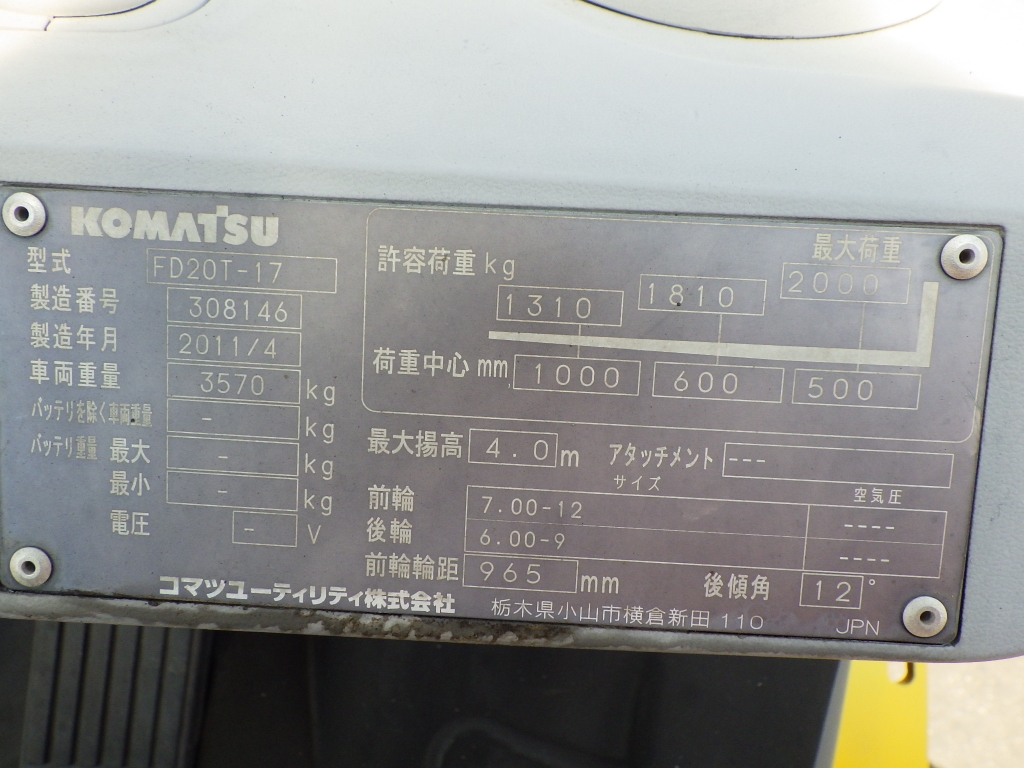 KOMATSU
型式 FD20T-17
製造番号 308146
製造年月 2011/4
車両重量 3570 kg
バッテリを除く車両重量 - kg
バッテリ重量 最大 - kg
最小 - kg
電圧 - V
最大荷重
許容荷重 kg 1310 1810 2000
荷重中心 mm 1000 600 500
最大揚高 4.0 m アタッチメント ---
サイズ 空気圧
前輪 7.00-12 ----
後輪 6.00-9 ----
前輪輪距 965 mm 後傾角 12°
コマツユーティリティ株式会社 栃木県小山市横倉新田 110 JPN